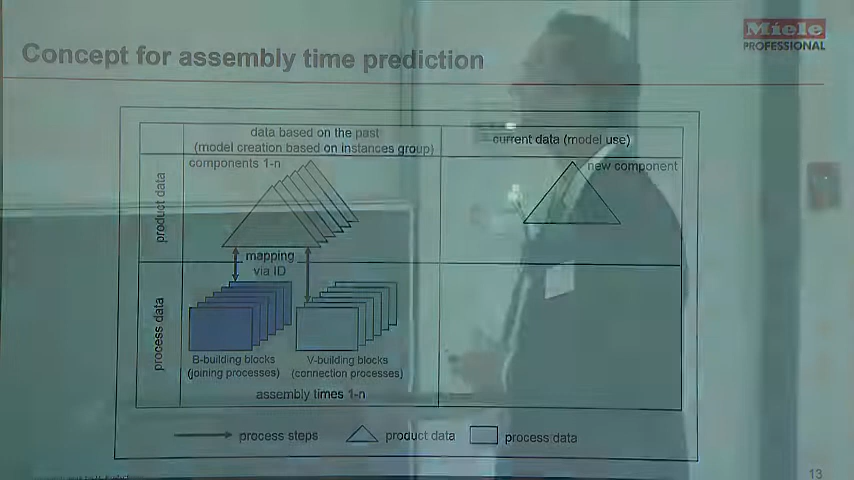 Concept for assembly time prediction
Miele
PROFESSIONAL
data based on the past
(model creation based on instances group)
current data (model use)
product data
components 1-n
new component
mapping
via ID
process data
B-building blocks
(joining processes)
V-building blocks
(connection processes)
assembly times 1-n
process steps
product data
process data
13